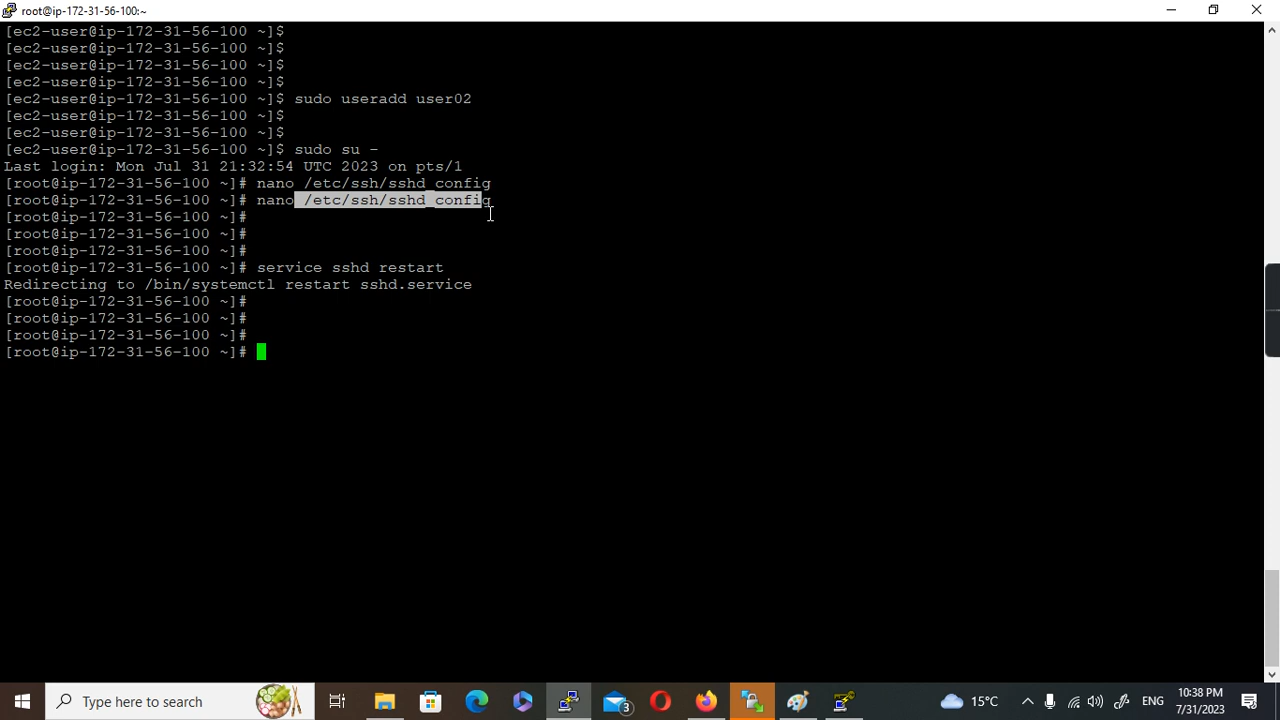 root@ip-172-31-56-100:~
[ec2-user@ip-172-31-56-100 ~]$
[ec2-user@ip-172-31-56-100 ~]$
[ec2-user@ip-172-31-56-100 ~]$
[ec2-user@ip-172-31-56-100 ~]$
[ec2-user@ip-172-31-56-100 ~]$ sudo useradd user02
[ec2-user@ip-172-31-56-100 ~]$
[ec2-user@ip-172-31-56-100 ~]$
[ec2-user@ip-172-31-56-100 ~]$ sudo su -
Last login: Mon Jul 31 21:32:54 UTC 2023 on pts/1
[root@ip-172-31-56-100 ~]# nano /etc/ssh/sshd_config
[root@ip-172-31-56-100 ~]# nano /etc/ssh/sshd_config
[root@ip-172-31-56-100 ~]#
[root@ip-172-31-56-100 ~]#
[root@ip-172-31-56-100 ~]#
[root@ip-172-31-56-100 ~]# service sshd restart
Redirecting to /bin/systemctl restart sshd.service
[root@ip-172-31-56-100 ~]#
[root@ip-172-31-56-100 ~]#
[root@ip-172-31-56-100 ~]#
[root@ip-172-31-56-100 ~]#
Type here to search
3
15°C
ENG
10:38 PM
7/31/2023